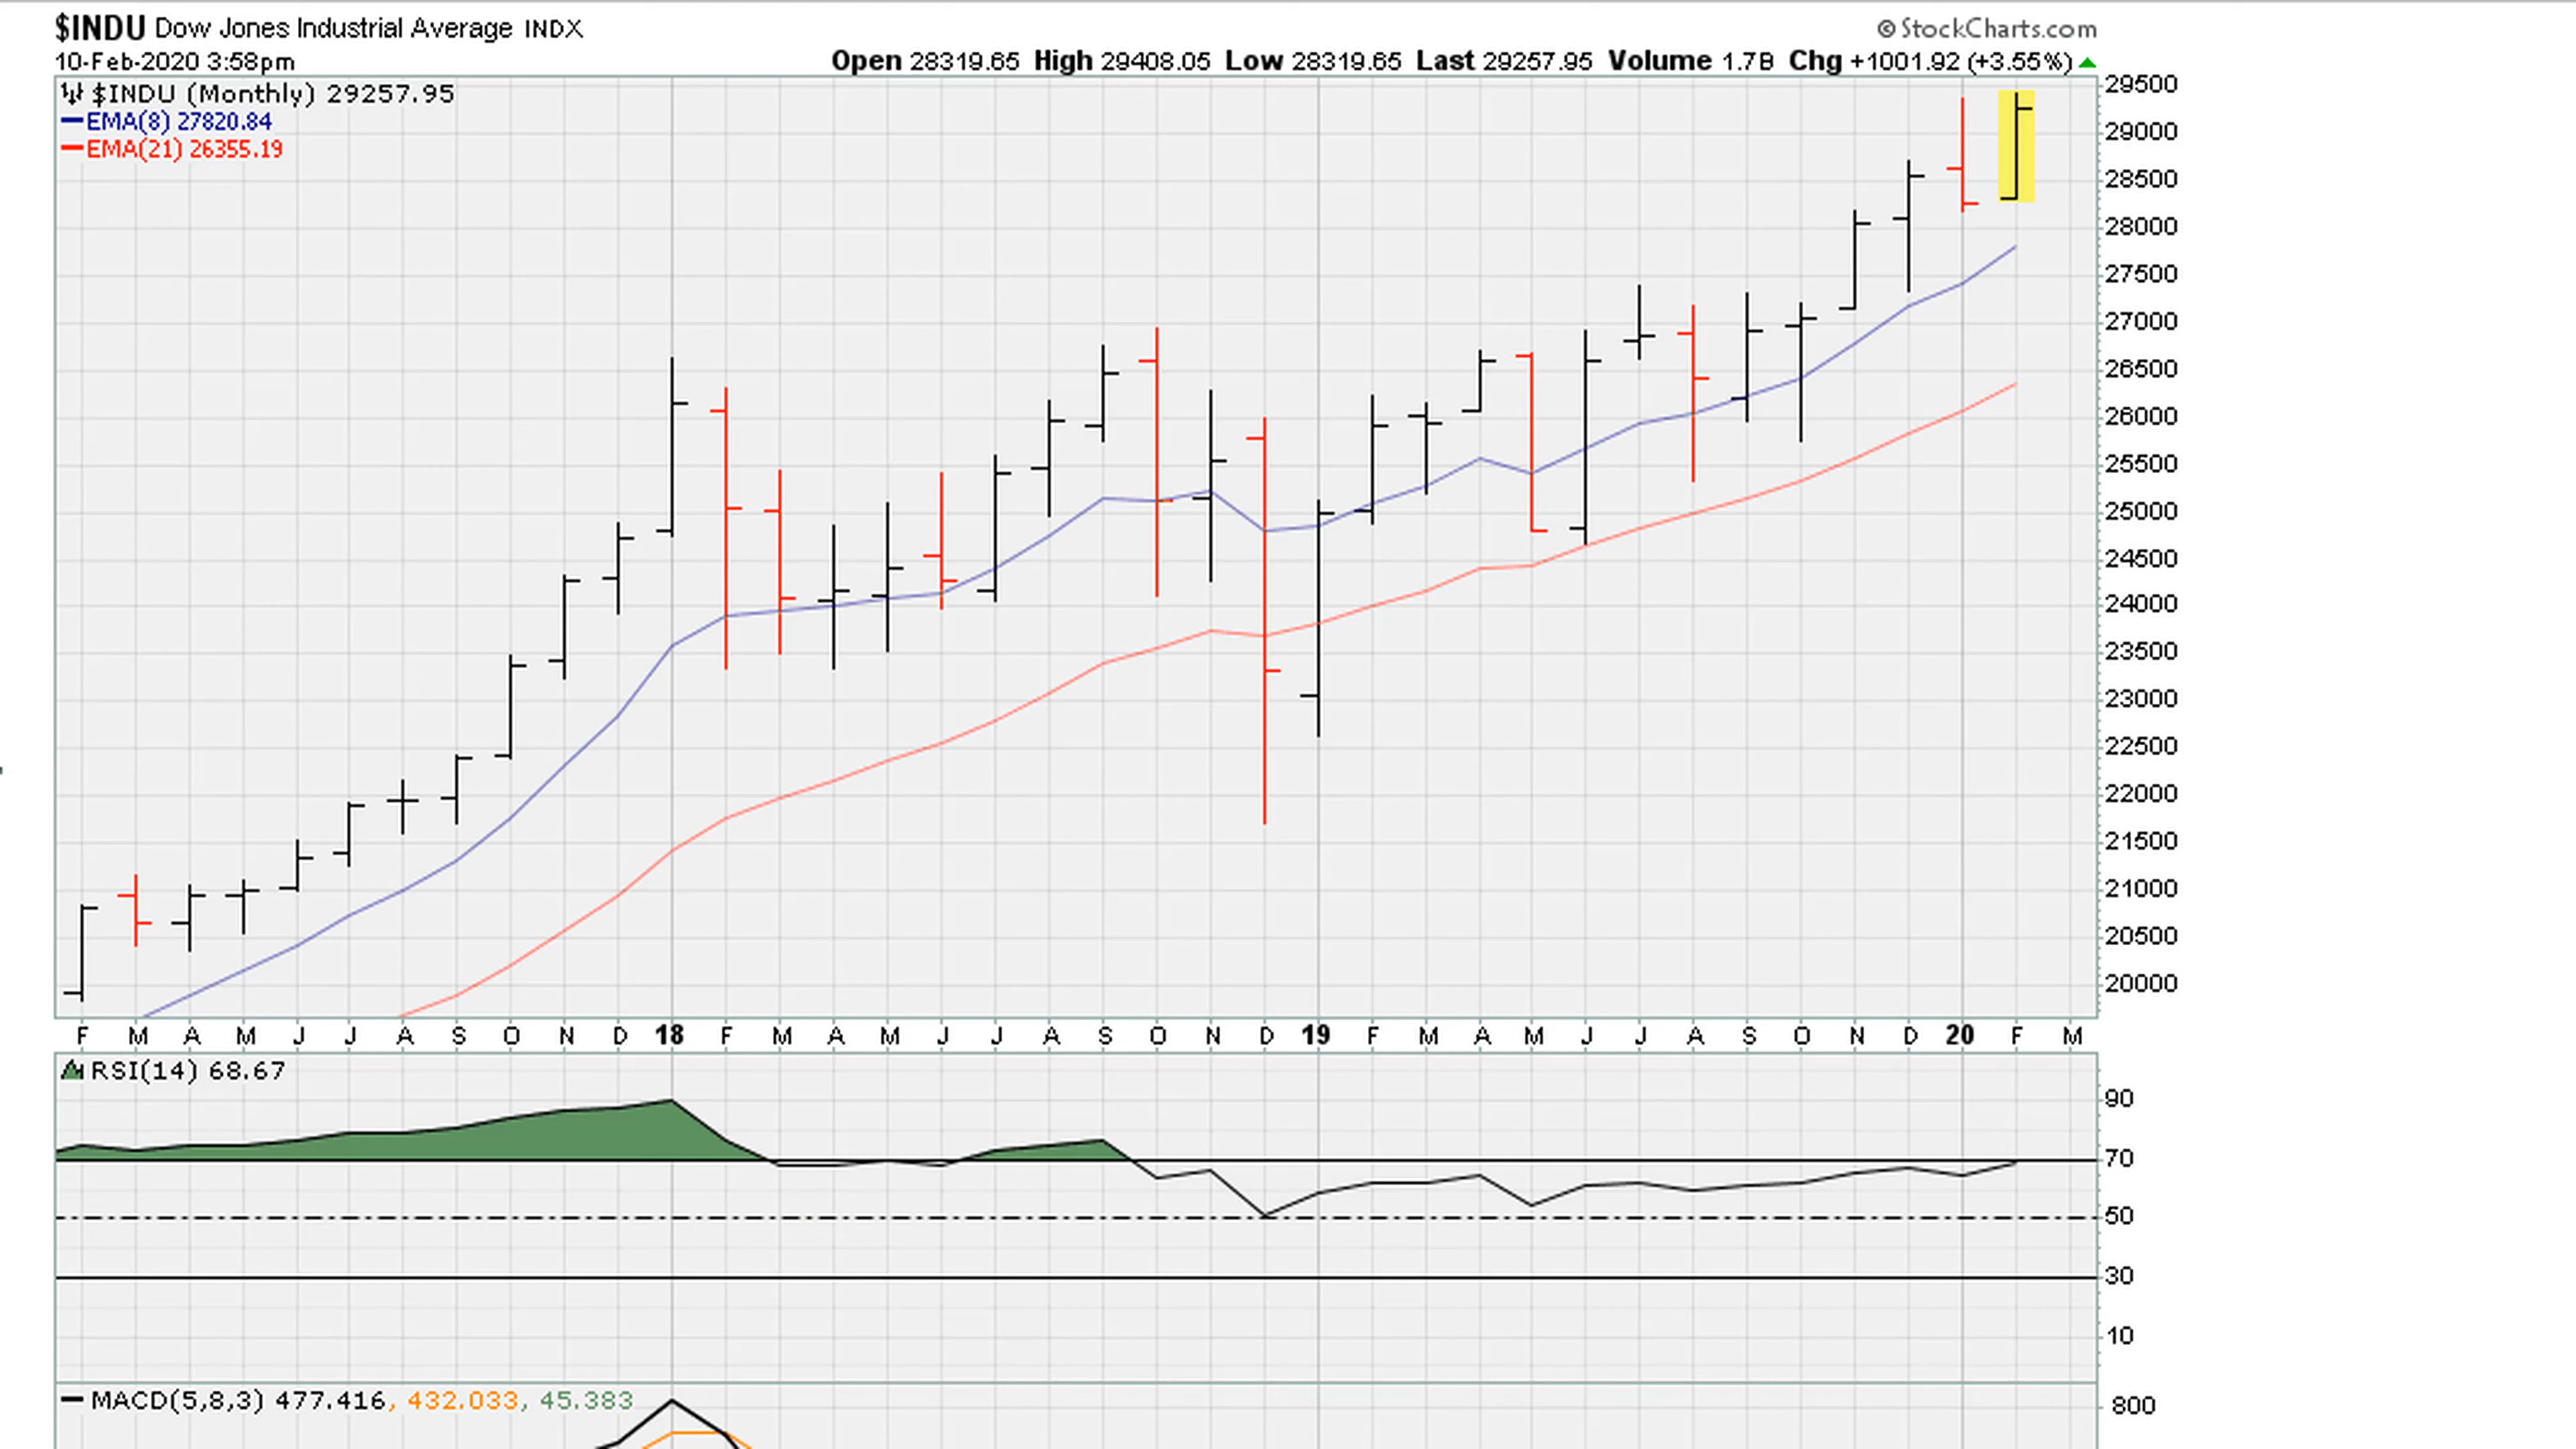 $INDU Dow Jones Industrial Average INDX
© StockCharts.com
10-Feb-2020 3:58pm
Open 28319.65 High 29408.05 Low 28319.65 Last 29257.95 Volume 1.7B Chg +1001.92 (+3.55%)
$INDU (Monthly) 29257.95
EMA(8) 27820.84
EMA(21) 26355.19
29500
29000
28500
28000
27500
27000
26500
26000
25500
25000
24500
24000
23500
23000
22500
22000
21500
21000
20500
20000
F M A M J J A S O N D 18 F M A M J J A S O N D 19 F M A M J J A S O N D 20 F M
RSI(14) 68.67
90
70
50
30
10
MACD(5,8,3) 477.416, 432.033, 45.383
800